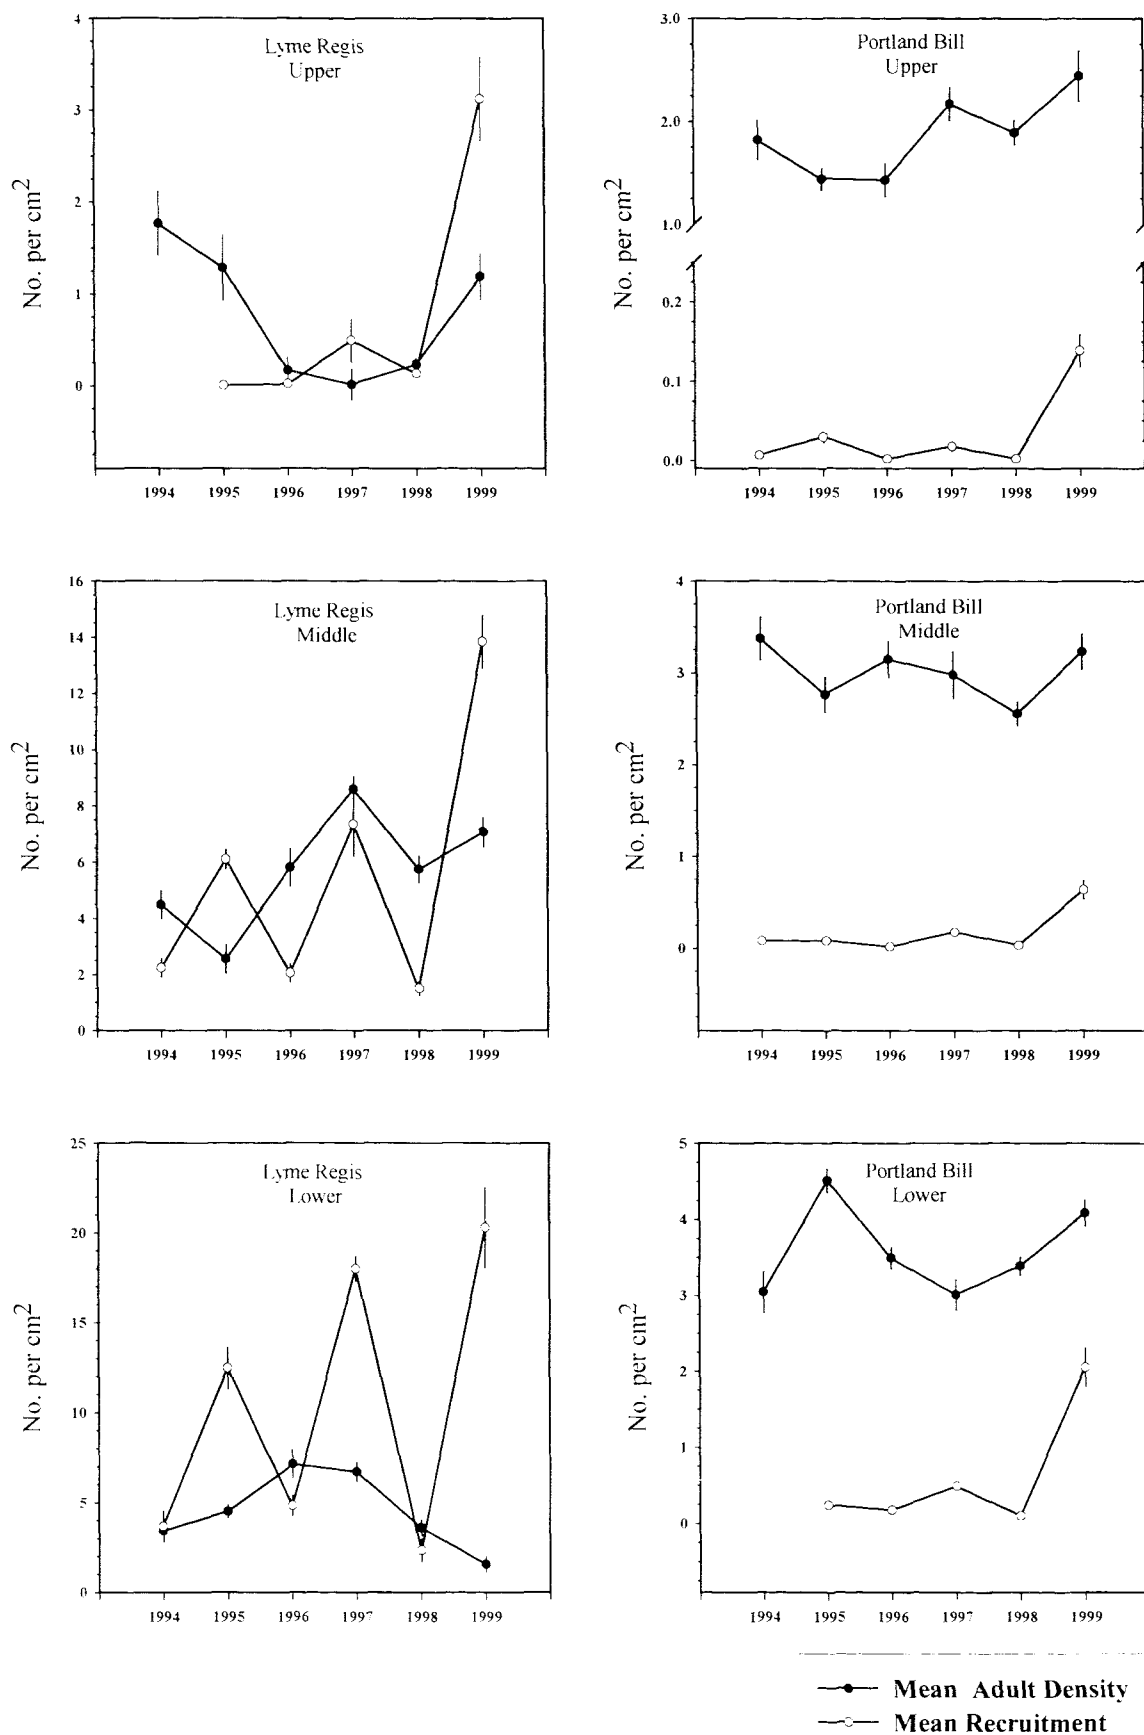 Lyme Regis
Upper
No. per cm2
4
3
2
1
0
1994 1995 1996 1997 1998 1999
Portland Bill
Upper
No. per cm2
3.0
2.0
1.0
0.2
0.1
0.0
1994 1995 1996 1997 1998 1999
Lyme Regis
Middle
No. per cm2
16
14
12
10
8
6
4
2
0
1994 1995 1996 1997 1998 1999
Portland Bill
Middle
No. per cm2
4
3
2
1
0
1994 1995 1996 1997 1998 1999
Lyme Regis
Lower
No. per cm2
25
20
15
10
5
0
1994 1995 1996 1997 1998 1999
Portland Bill
Lower
No. per cm2
5
4
3
2
1
0
1994 1995 1996 1997 1998 1999
Mean Adult Density
Mean Recruitment